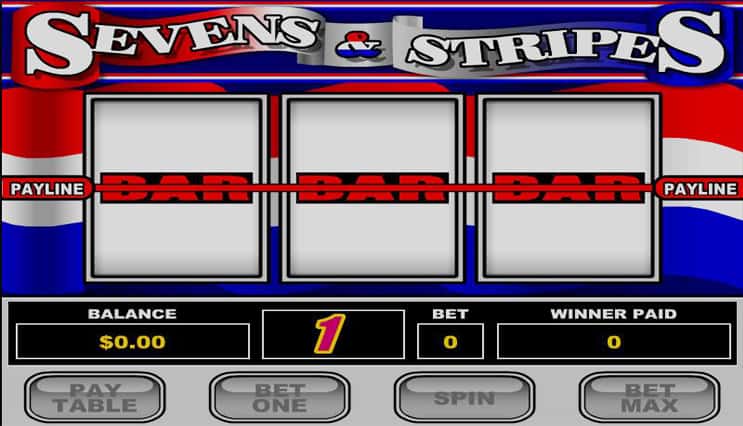 SEVENS & STRIPES
BAR BAR BAR
PAYLINE PAYLINE
BALANCE BET WINNER PAID
$0.00 1 0 0
PAY TABLE BET ONE SPIN BET MAX